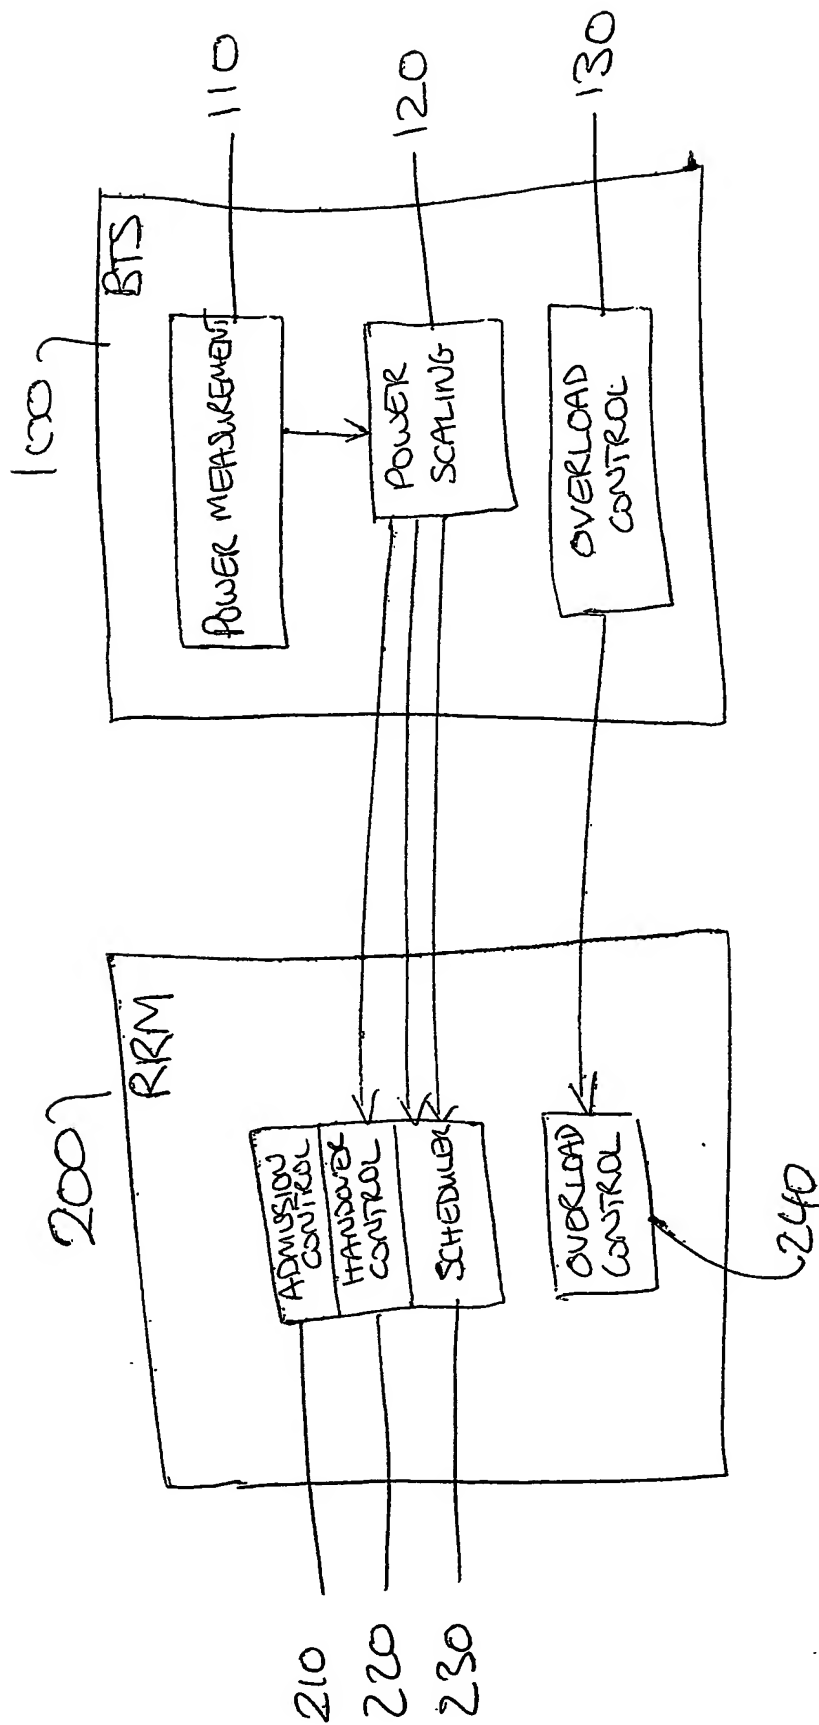 200
RRM
ADMISSION
CONTROL
HANDOVER
CONTROL
SCHEDULER
OVERLOAD
CONTROL
210
220
230
240
100
BTS
POWER MEASUREMENT
POWER
SCALING
OVERLOAD
CONTROL
110
120
130